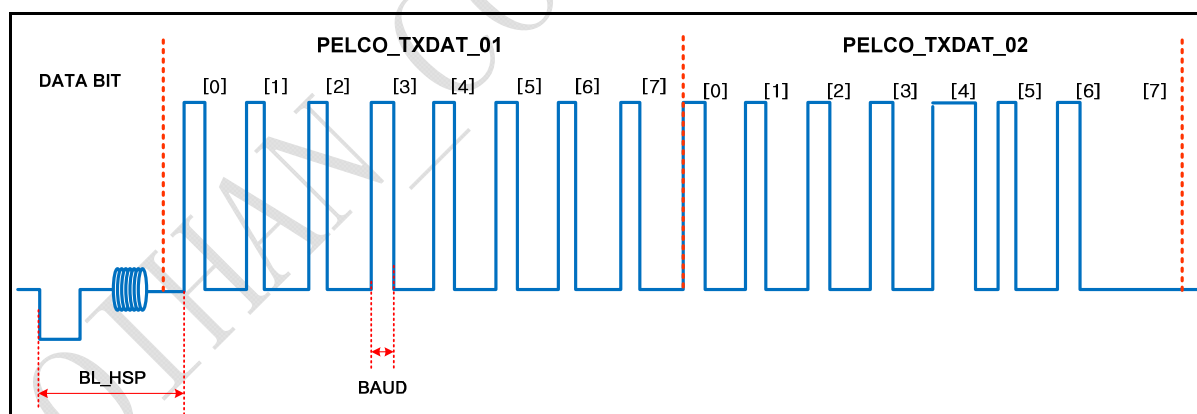 PELCO_TXDAT_01 PELCO_TXDAT_02
DATA BIT [0] [1] [2] [3] [4] [5] [6] [7] [0] [1] [2] [3] [4] [5] [6] [7]
BL_HSP
BAUD